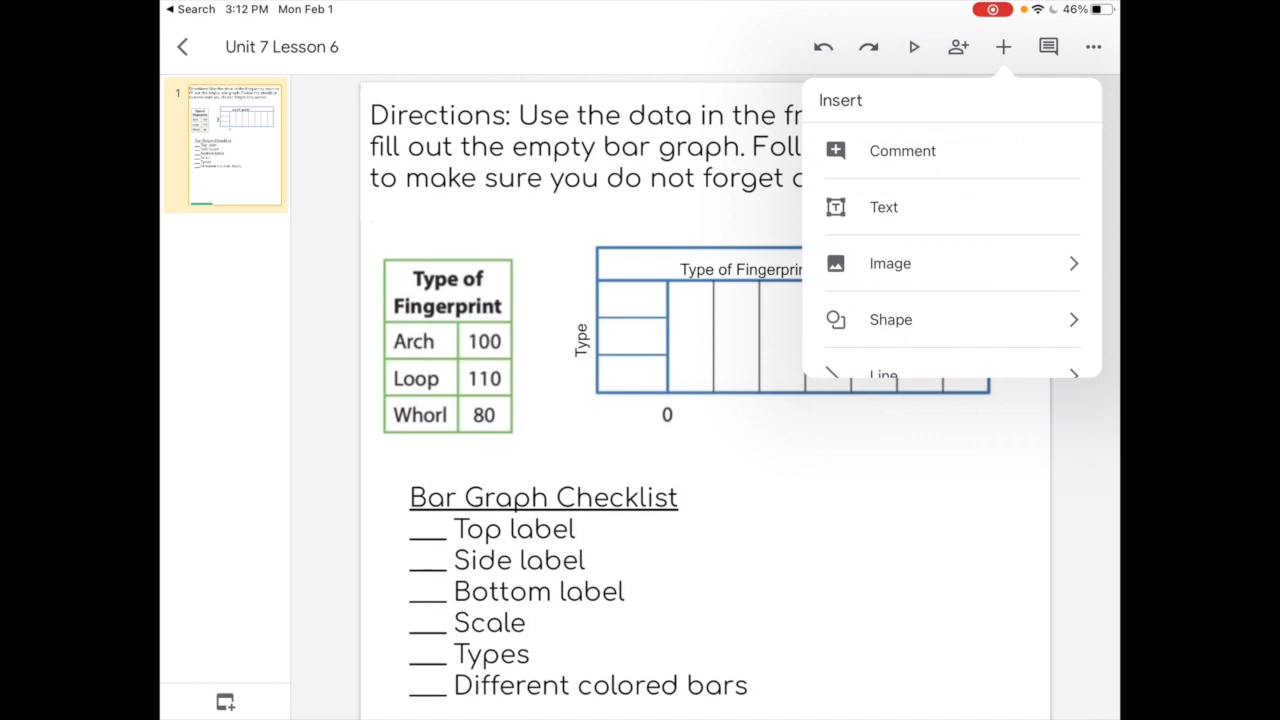 Search 3:12 PM Mon Feb 1 46%
Unit 7 Lesson 6
Insert
Comment
Text
Image
Shape
Line
1
Directions: Use the data in the
fill out the empty bar graph.
to make sure you do not forget
Type of
Fingerprint
Arch 100
Loop 110
Whorl 80
Type of
Type
0
Bar Graph Checklist
___ Top label
___ Side label
___ Bottom label
___ Scale
___ Types
___ Different colored bars